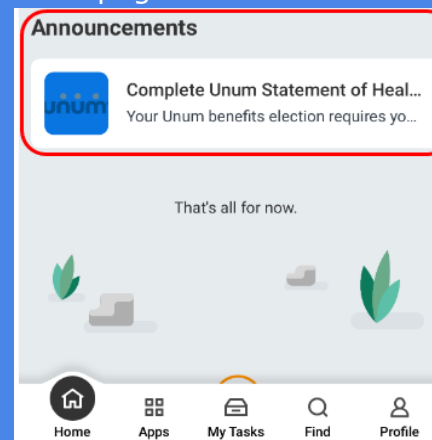 Announcements
unum
Complete Unum Statement of Heal...
Your Unum benefits election requires yo...
That's all for now.
Home Apps My Tasks Find Profile